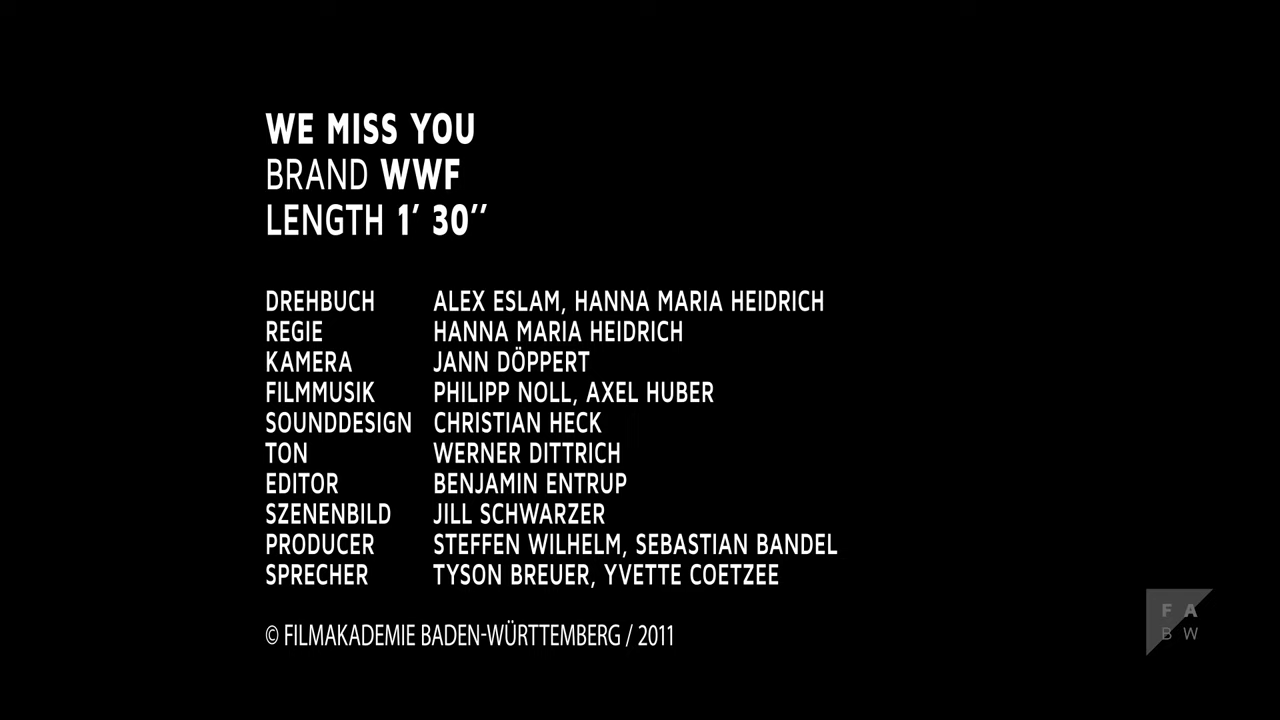 WE MISS YOU
BRAND WWF
LENGTH 1’ 30’’
DREHBUCH ALEX ESLAM, HANNA MARIA HEIDRICH
REGIE HANNA MARIA HEIDRICH
KAMERA JANN DÖPPERT
FILMMUSIK PHILIPP NOLL, AXEL HUBER
SOUNDDESIGN CHRISTIAN HECK
TON WERNER DITTRICH
EDITOR BENJAMIN ENTRUP
SZENENBILD JILL SCHWARZER
PRODUCER STEFFEN WILHELM, SEBASTIAN BANDEL
SPRECHER TYSON BREUER, YVETTE COETZEE
© FILMAKADEMIE BADEN-WÜRTTEMBERG / 2011
F A
B W